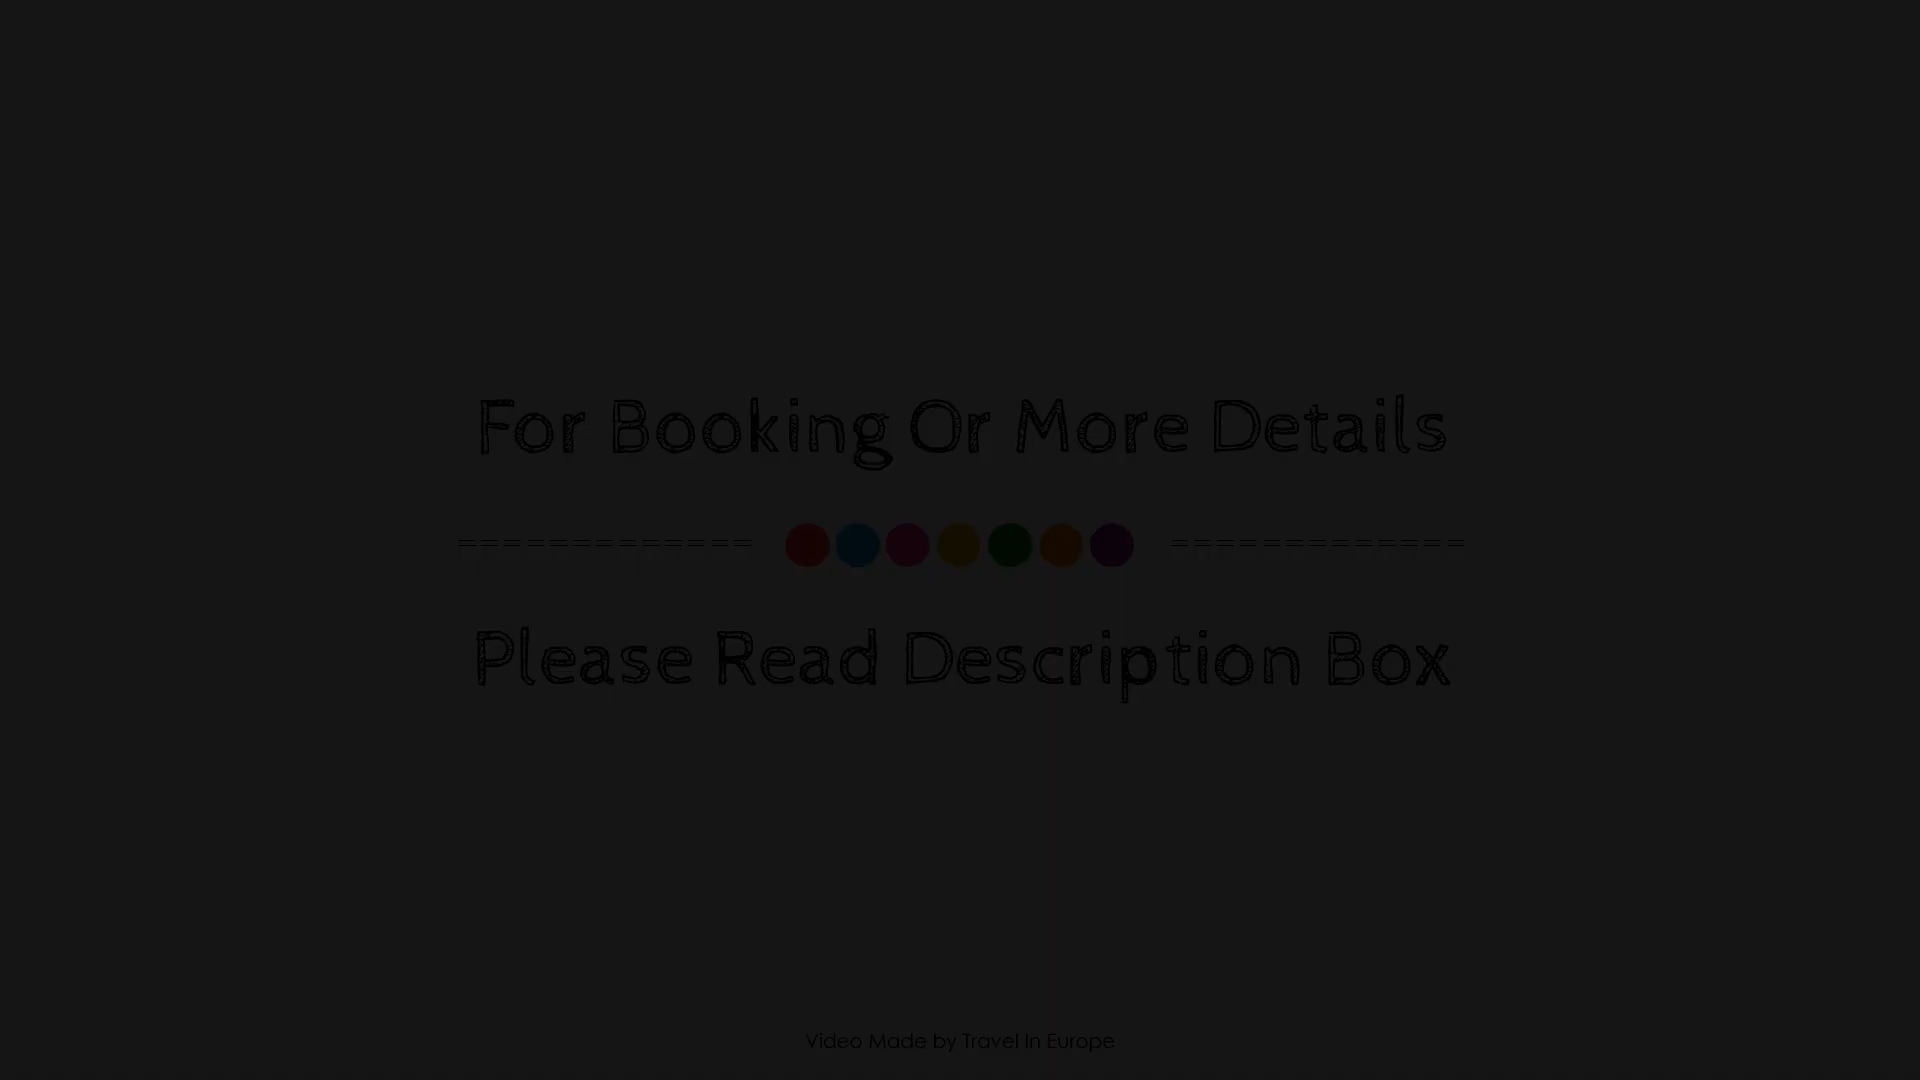 For Booking Or More Details
============= =============
Please Read Description Box
Video Made by Travel In Europe